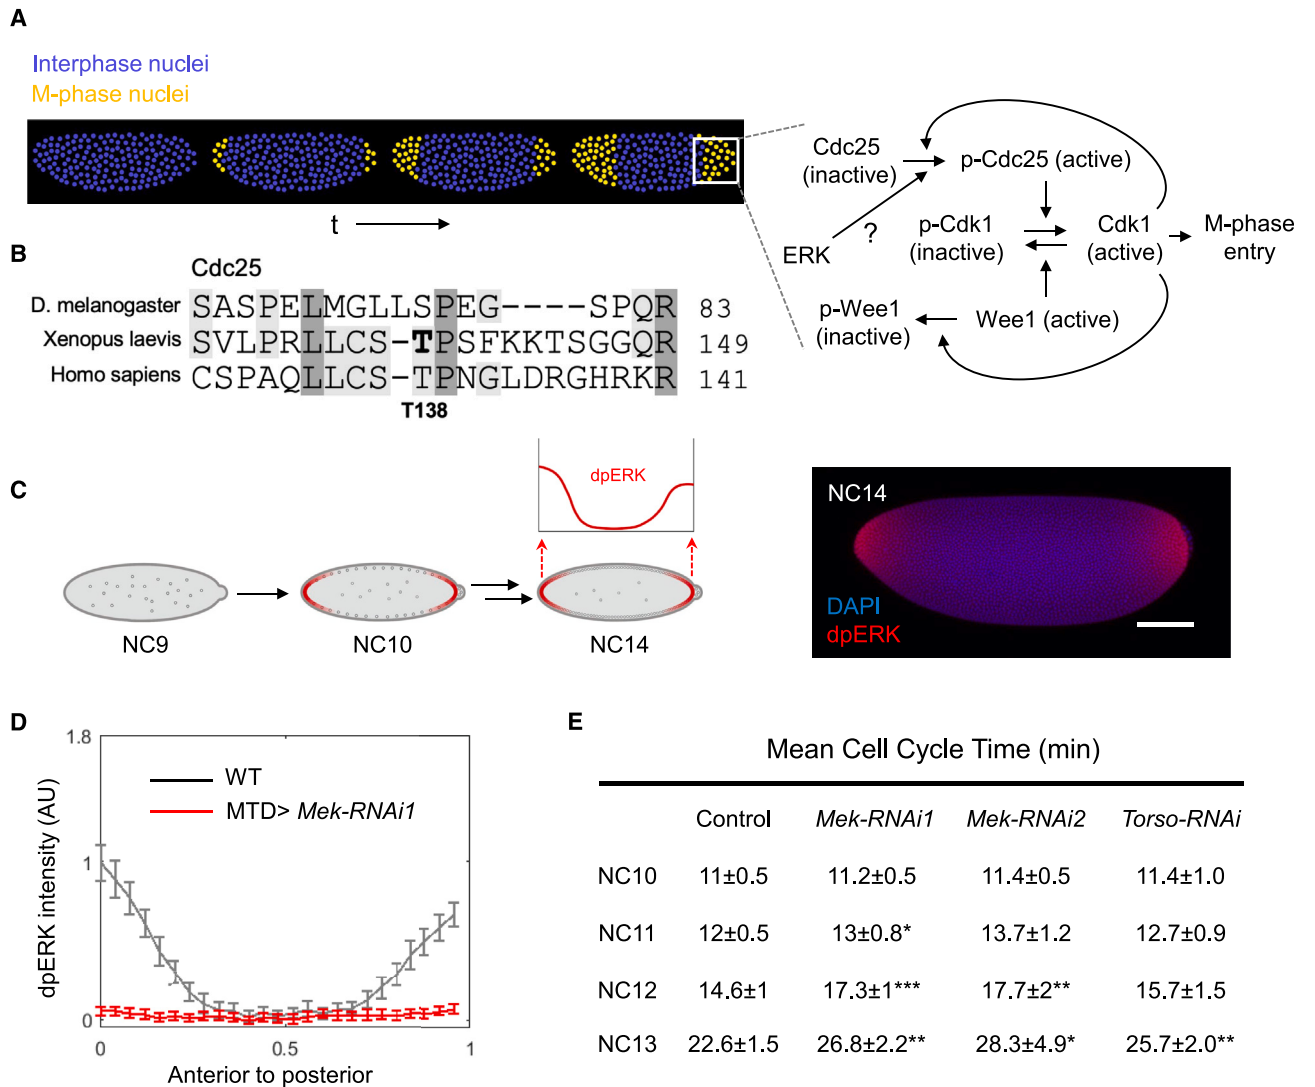 A
Interphase nuclei
M-phase nuclei
t
Cdc25
(inactive)
p-Cdc25 (active)
ERK
?
p-Cdk1
(inactive)
Cdk1
(active)
M-phase
entry
p-Wee1
(inactive)
Wee1 (active)
B
Cdc25
D. melanogaster SASPELMGLLSPEG----SPQR 83
Xenopus laevis SVLPRLLCS-TPSFKKTSGGQR 149
Homo sapiens CSPAQLLCS-TPNGLDRGHRKR 141
T138
C
dpERK
NC9
NC10
NC14
NC14
DAPI
dpERK
D
1.8
1
0
dpERK intensity (AU)
WT
MTD> Mek-RNAi1
0
0.5
1
Anterior to posterior
E
Mean Cell Cycle Time (min)
Control Mek-RNAi1 Mek-RNAi2 Torso-RNAi
NC10 11±0.5 11.2±0.5 11.4±0.5 11.4±1.0
NC11 12±0.5 13±0.8* 13.7±1.2 12.7±0.9
NC12 14.6±1 17.3±1*** 17.7±2** 15.7±1.5
NC13 22.6±1.5 26.8±2.2** 28.3±4.9* 25.7±2.0**